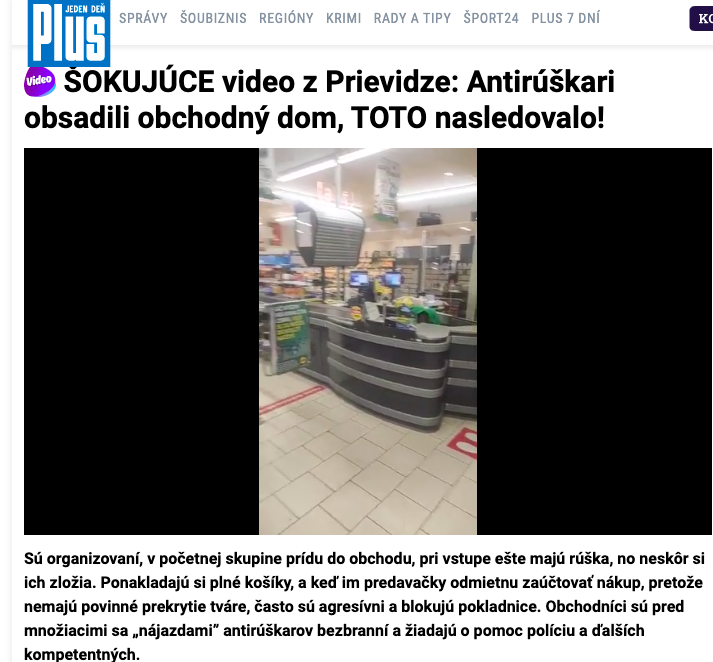 JEDEN DEŇ
Plus
SPRÁVY ŠOUBIZNIS REGIÓNY KRIMI RADY A TIPY ŠPORT24 PLUS 7 DNÍ
Video ŠOKUJÚCE video z Prievidze: Antirúškari
obsadili obchodný dom, TOTO nasledovalo!
Sú organizovaní, v početnej skupine prídu do obchodu, pri vstupe ešte majú rúška, no neskôr si
ich zložia. Ponakladajú si plné košíky, a keď im predavačky odmietnu zaúčtovať nákup, pretože
nemajú povinné prekrytie tváre, často sú agresívni a blokujú pokladnice. Obchodníci sú pred
množiacimi sa „nájazdami” antirúškarov bezbranní a žiadajú o pomoc políciu a ďalších
kompetentných.